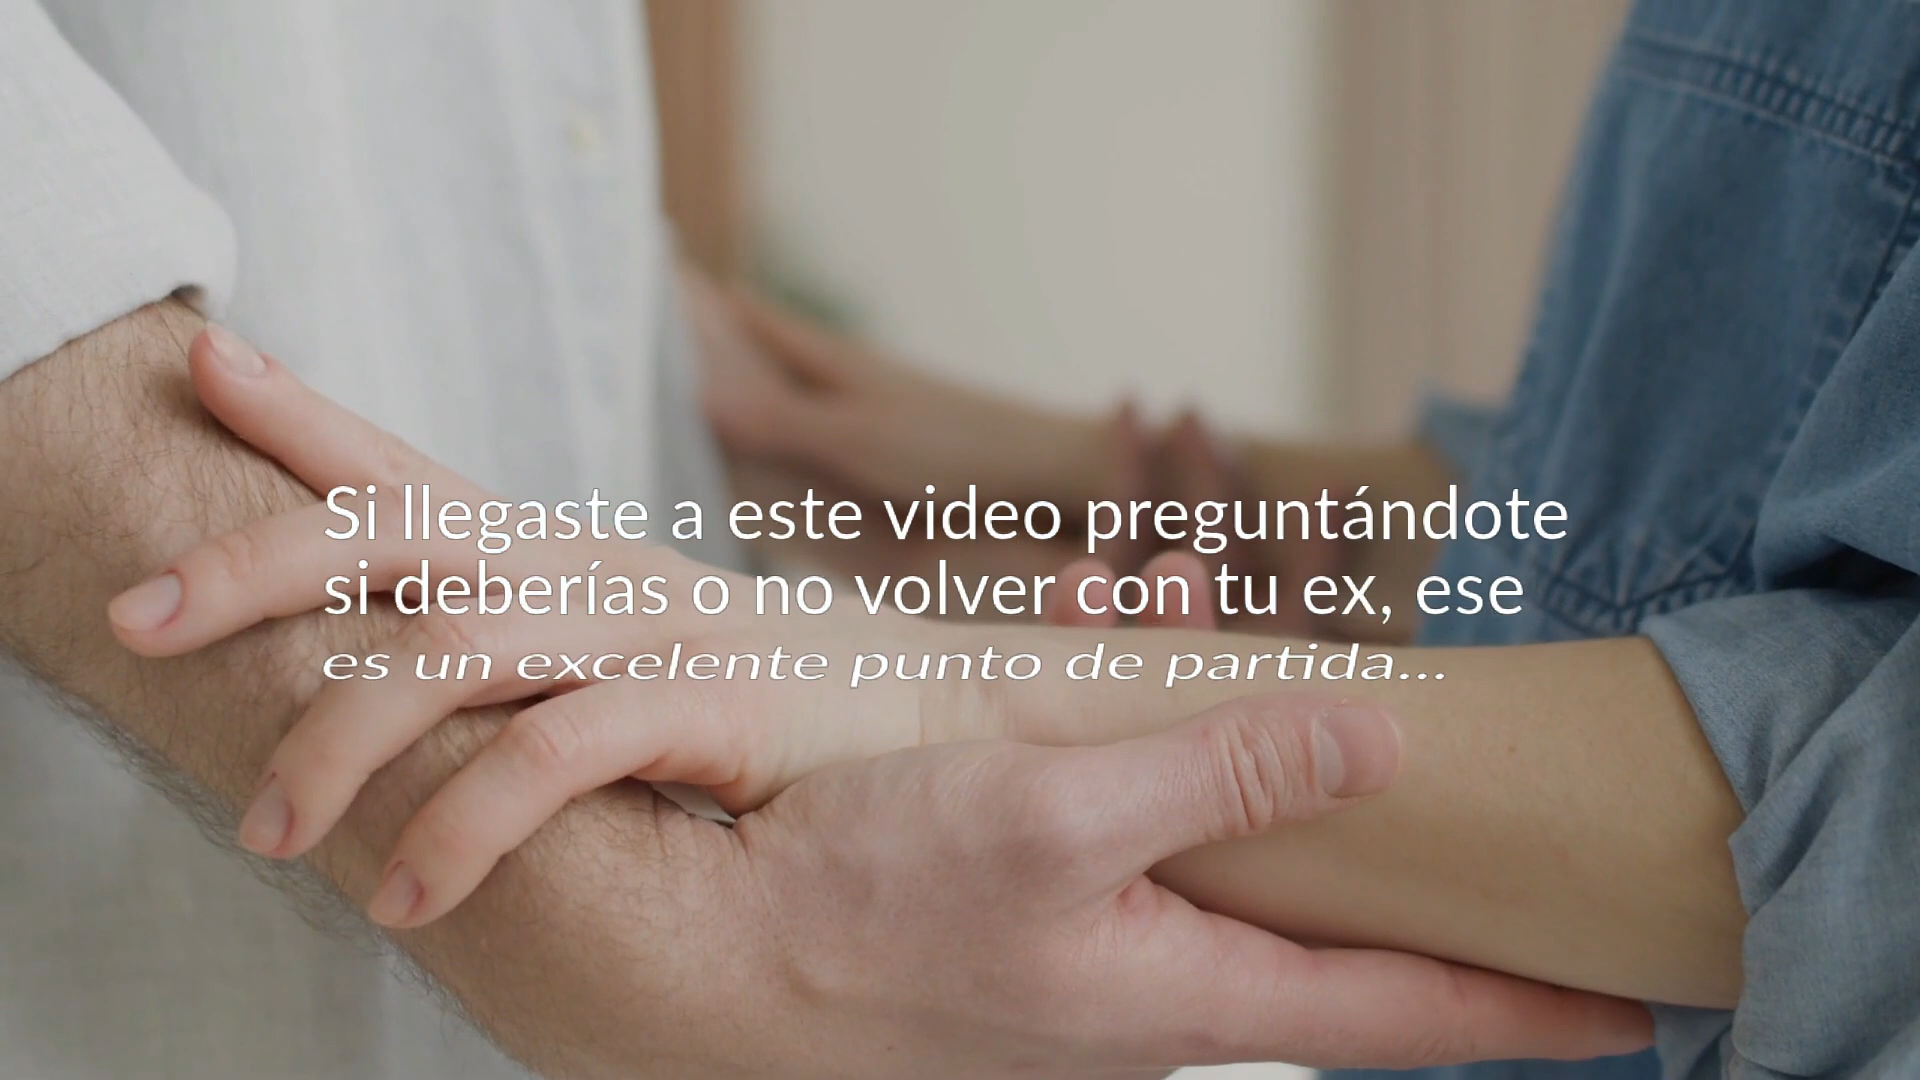 Si llegaste a este video preguntándote
si deberías o no volver con tu ex, ese
es un excelente punto de partida...